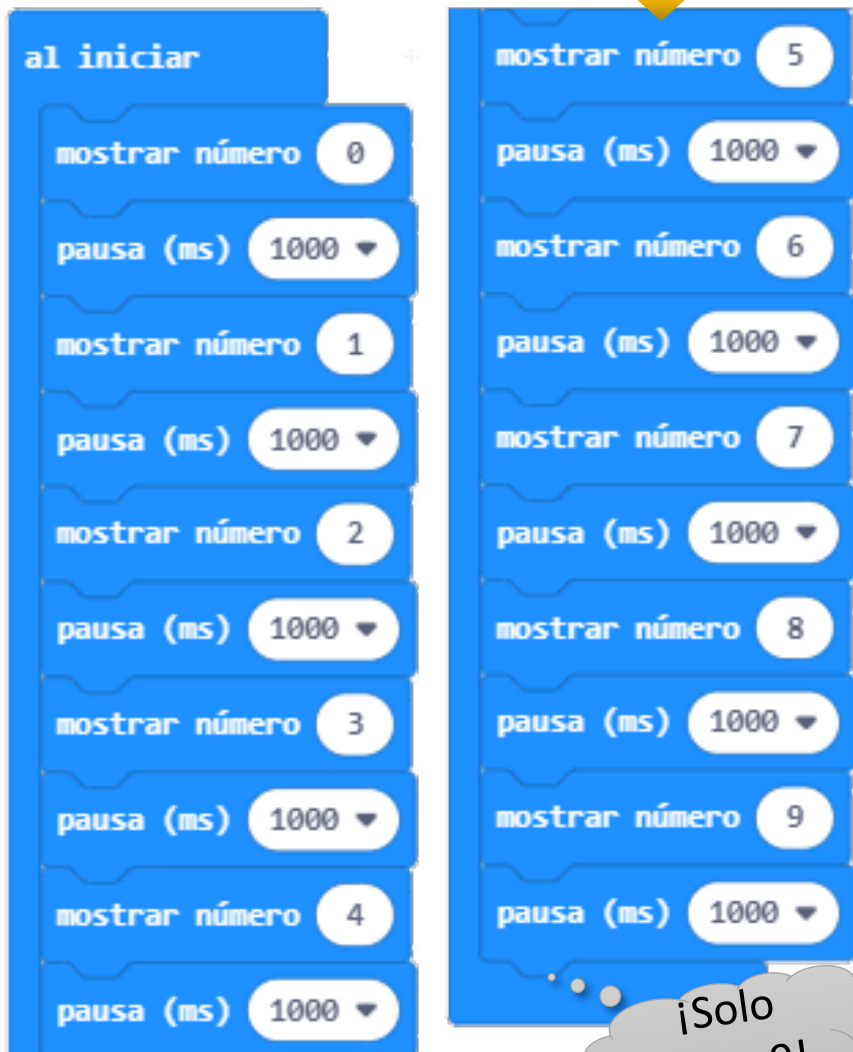 al iniciar
mostrar número 0
pausa (ms) 1000
mostrar número 1
pausa (ms) 1000
mostrar número 2
pausa (ms) 1000
mostrar número 3
pausa (ms) 1000
mostrar número 4
pausa (ms) 1000
mostrar número 5
pausa (ms) 1000
mostrar número 6
pausa (ms) 1000
mostrar número 7
pausa (ms) 1000
mostrar número 8
pausa (ms) 1000
mostrar número 9
pausa (ms) 1000
¡Solo